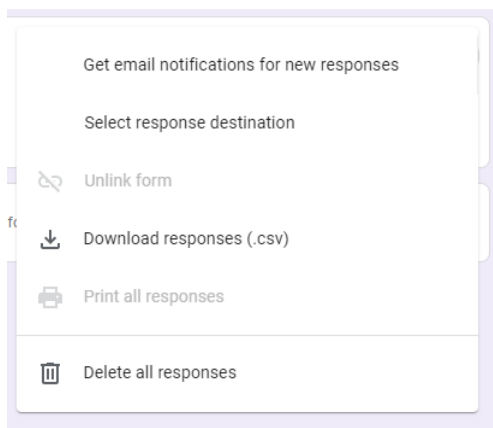 Get email notifications for new responses
Select response destination
Unlink form
fo
Download responses (.csv)
Print all responses
Delete all responses